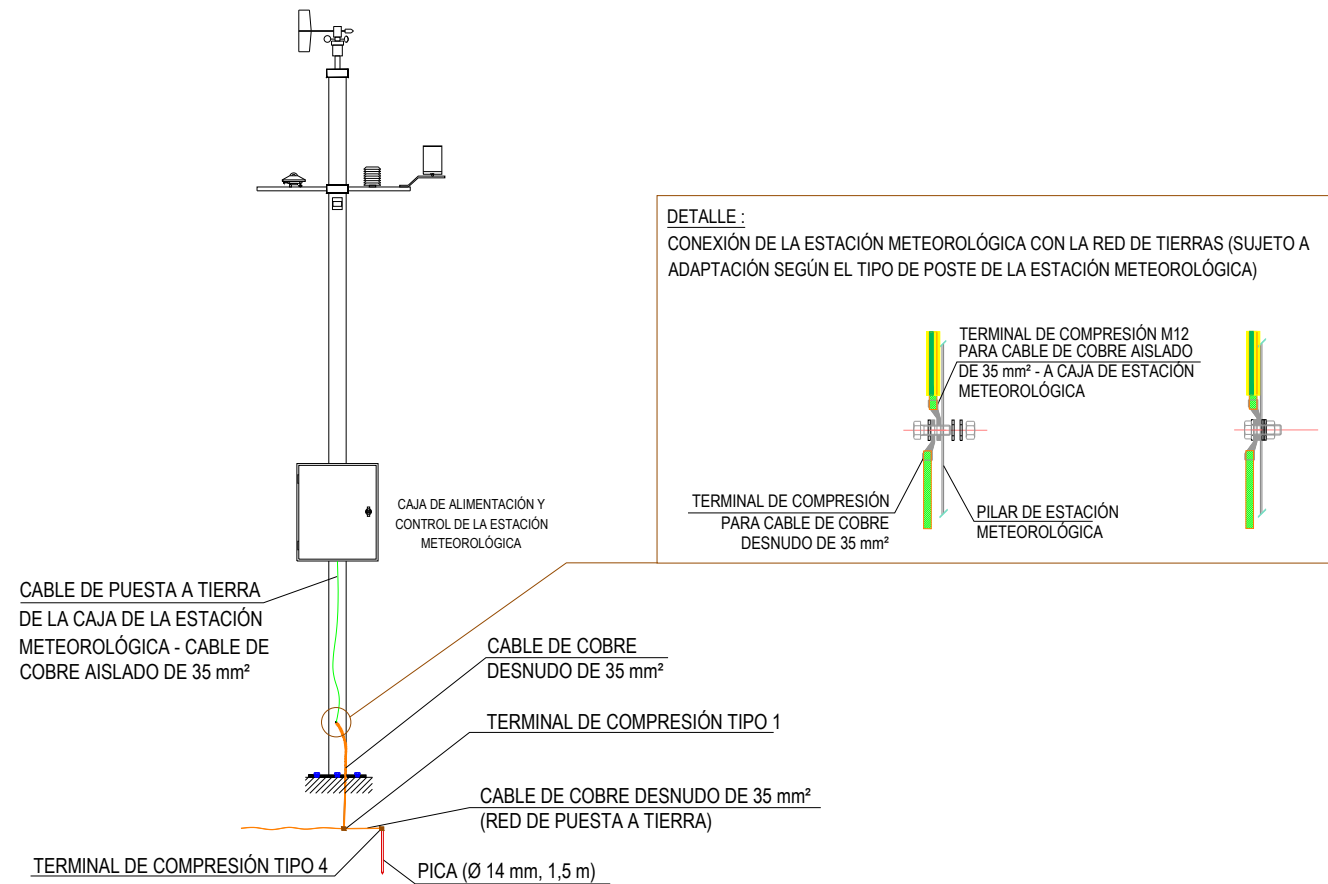 DETALLE :
CONEXIÓN DE LA ESTACIÓN METEOROLÓGICA CON LA RED DE TIERRAS (SUJETO A
ADAPTACIÓN SEGÚN EL TIPO DE POSTE DE LA ESTACIÓN METEOROLÓGICA)
TERMINAL DE COMPRESIÓN M12
PARA CABLE DE COBRE AISLADO
DE 35 mm² - A CAJA DE ESTACIÓN
METEOROLÓGICA
TERMINAL DE COMPRESIÓN
PARA CABLE DE COBRE
DESNUDO DE 35 mm²
PILAR DE ESTACIÓN
METEOROLÓGICA
CAJA DE ALIMENTACIÓN Y
CONTROL DE LA ESTACIÓN
METEOROLÓGICA
CABLE DE PUESTA A TIERRA
DE LA CAJA DE LA ESTACIÓN
METEOROLÓGICA - CABLE DE
COBRE AISLADO DE 35 mm²
CABLE DE COBRE
DESNUDO DE 35 mm²
TERMINAL DE COMPRESIÓN TIPO 1
CABLE DE COBRE DESNUDO DE 35 mm²
(RED DE PUESTA A TIERRA)
TERMINAL DE COMPRESIÓN TIPO 4
PICA (Ø 14 mm, 1,5 m)